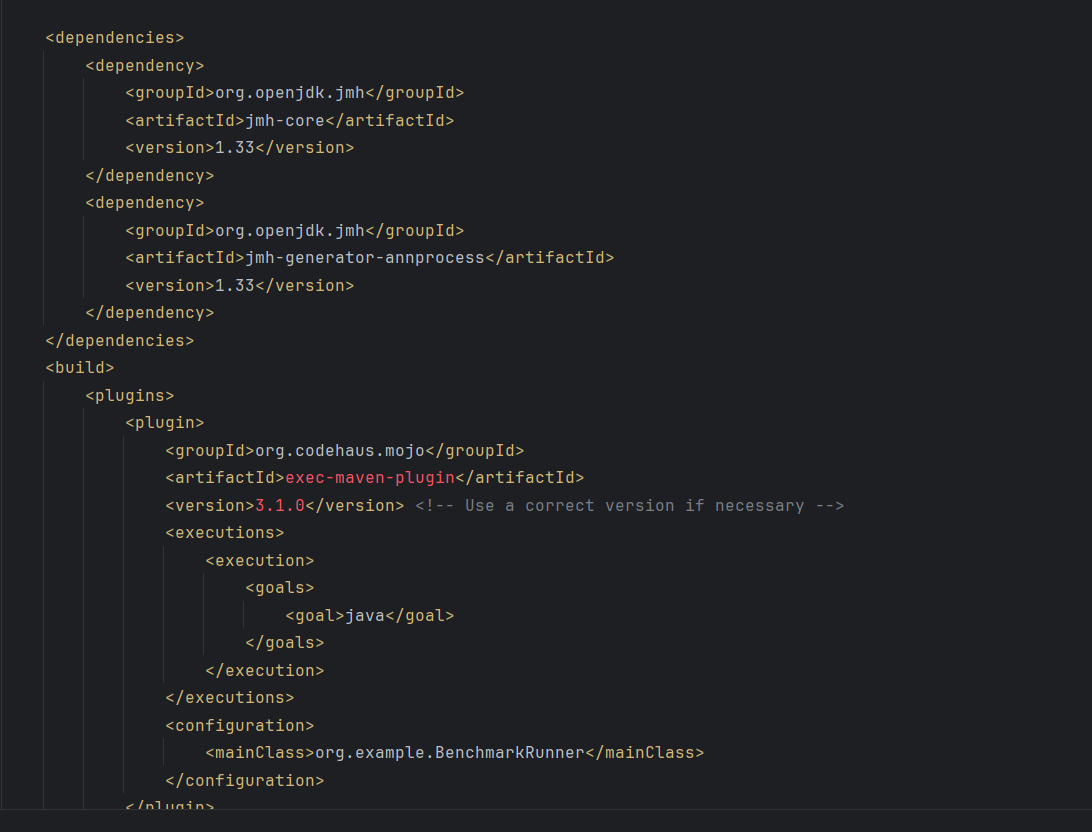 <dependencies>
<dependency>
<groupId>org.openjdk.jmh</groupId>
<artifactId>jmh-core</artifactId>
<version>1.33</version>
</dependency>
<dependency>
<groupId>org.openjdk.jmh</groupId>
<artifactId>jmh-generator-annprocess</artifactId>
<version>1.33</version>
</dependency>
</dependencies>
<build>
<plugins>
<plugin>
<groupId>org.codehaus.mojo</groupId>
<artifactId>exec-maven-plugin</artifactId>
<version>3.1.0</version> <!-- Use a correct version if necessary -->
<executions>
<execution>
<goals>
<goal>java</goal>
</goals>
</execution>
</executions>
<configuration>
<mainClass>org.example.BenchmarkRunner</mainClass>
</configuration>
</plugin>